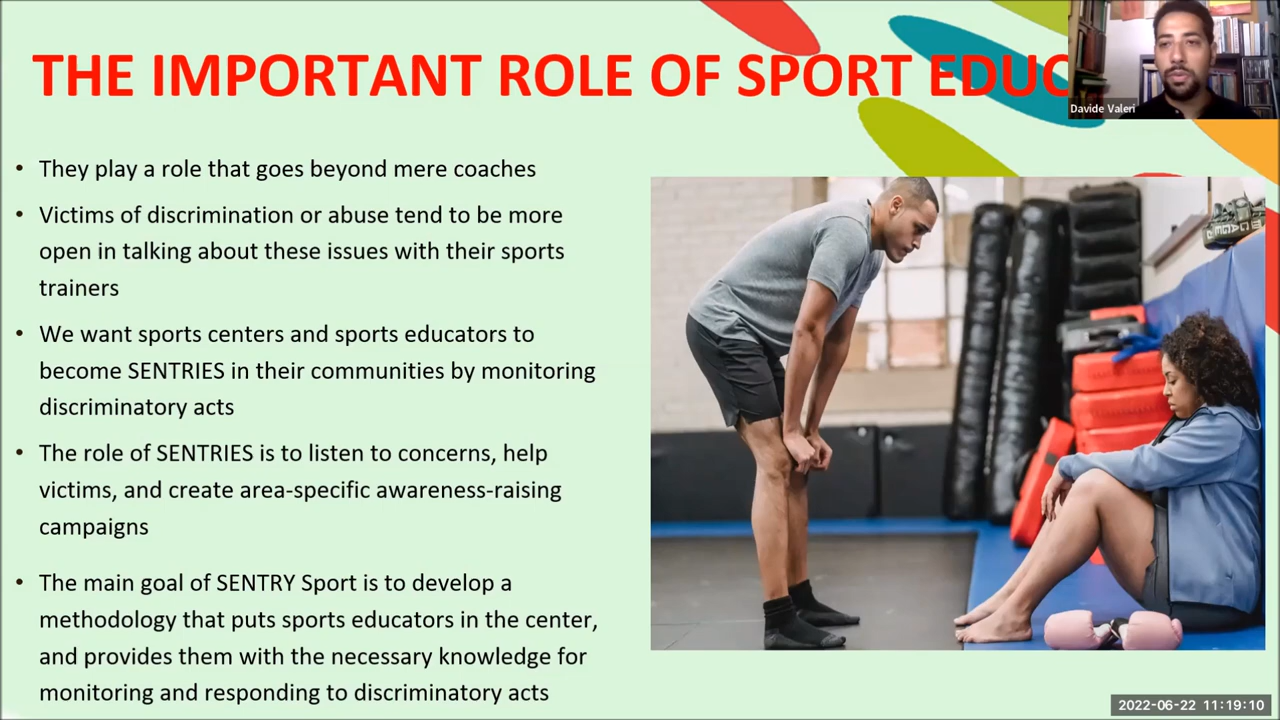 THE IMPORTANT ROLE OF SPORT EDUC
Davide Valeri
• They play a role that goes beyond mere coaches
• Victims of discrimination or abuse tend to be more
open in talking about these issues with their sports
trainers
• We want sports centers and sports educators to
become SENTRIES in their communities by monitoring
discriminatory acts
• The role of SENTRIES is to listen to concerns, help
victims, and create area-specific awareness-raising
campaigns
• The main goal of SENTRY Sport is to develop a
methodology that puts sports educators in the center,
and provides them with the necessary knowledge for
monitoring and responding to discriminatory acts
2022-06-22 11:19:10